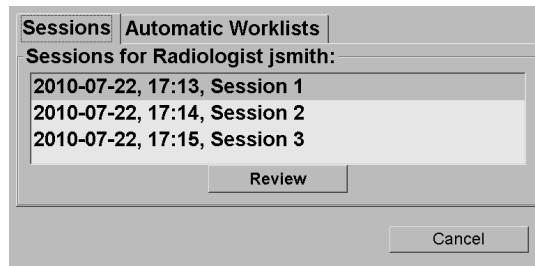 Sessions Automatic Worklists
Sessions for Radiologist jsmith:
2010-07-22, 17:13, Session 1
2010-07-22, 17:14, Session 2
2010-07-22, 17:15, Session 3
Review
Cancel